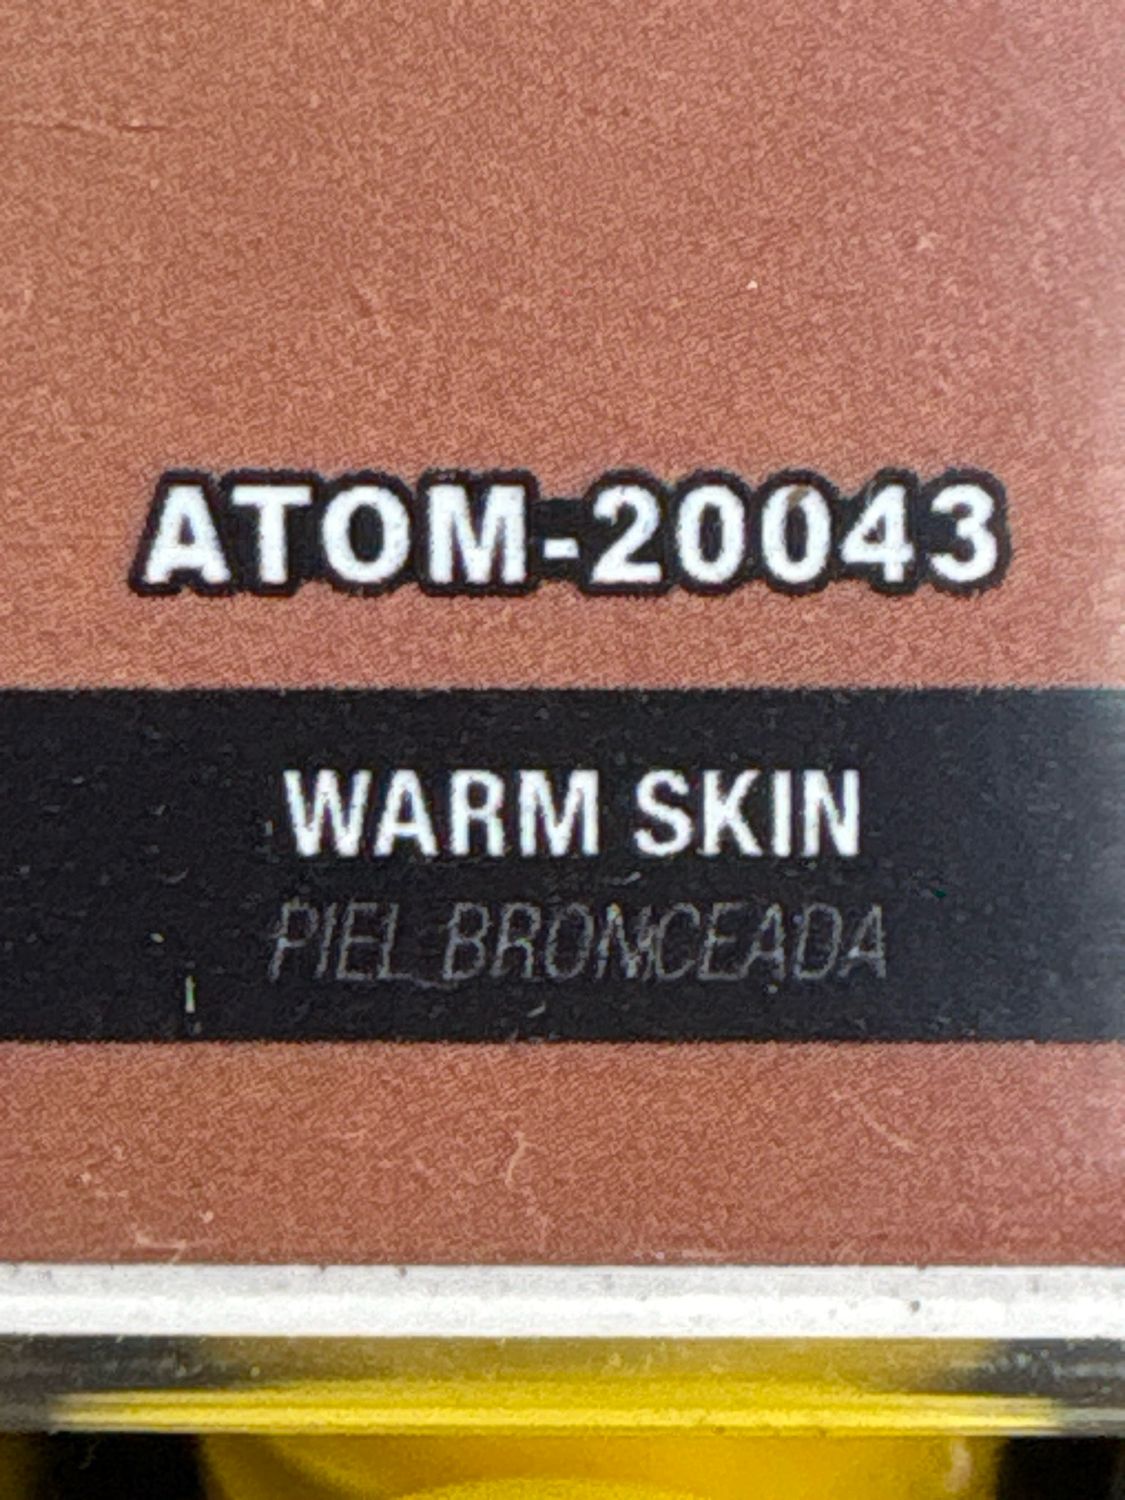 ATOM-20043
WARM SKIN
PIEL BRONCEADA